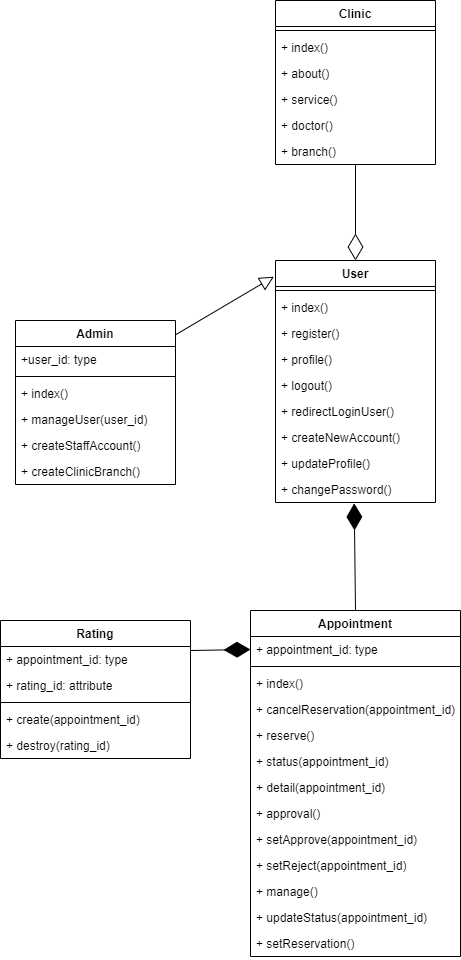 Clinic
+ index()
+ about()
+ service()
+ doctor()
+ branch()
User
+ index()
+ register()
+ profile()
+ logout()
+ redirectLoginUser()
+ createNewAccount()
+ updateProfile()
+ changePassword()
Admin
+user_id: type
+ index()
+ manageUser(user_id)
+ createStaffAccount()
+ createClinicBranch()
Rating
+ appointment_id: type
+ rating_id: attribute
+ create(appointment_id)
+ destroy(rating_id)
Appointment
+ appointment_id: type
+ index()
+ cancelReservation(appointment_id)
+ reserve()
+ status(appointment_id)
+ detail(appointment_id)
+ approval()
+ setApprove(appointment_id)
+ setReject(appointment_id)
+ manage()
+ updateStatus(appointment_id)
+ setReservation()